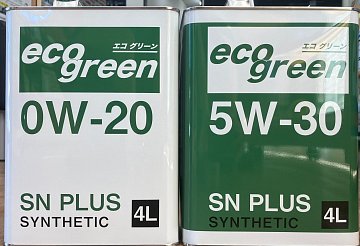 eco
エコ グリーン
green
0W-20
SN PLUS
SYNTHETIC
4L
eco
エコ グリーン
green
5W-30
SN PLUS
SYNTHETIC
4L